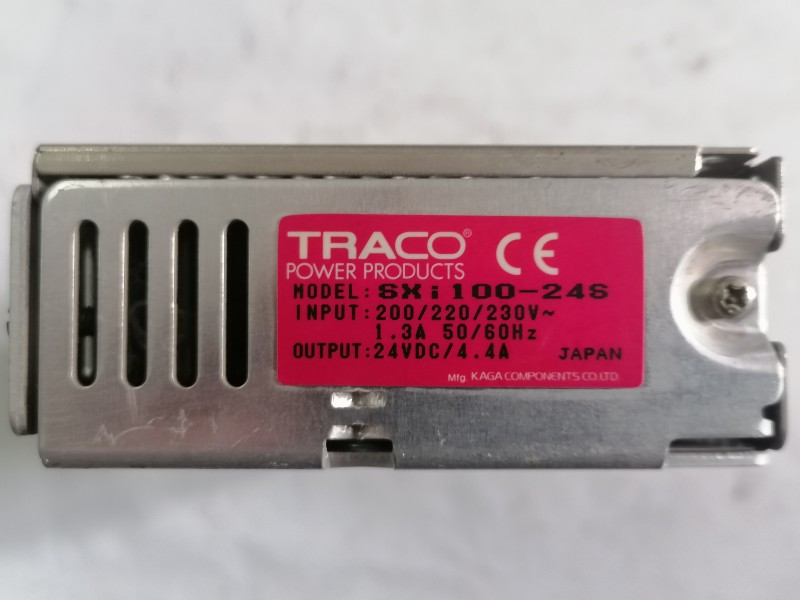 TRACO® CE
POWER PRODUCTS
MODEL: SXi100-24S
INPUT: 200/220/230V~
1.3A 50/60Hz
OUTPUT: 24VDC/4.4A JAPAN
Mfg. KAGA COMPONENTS CO.LTD.